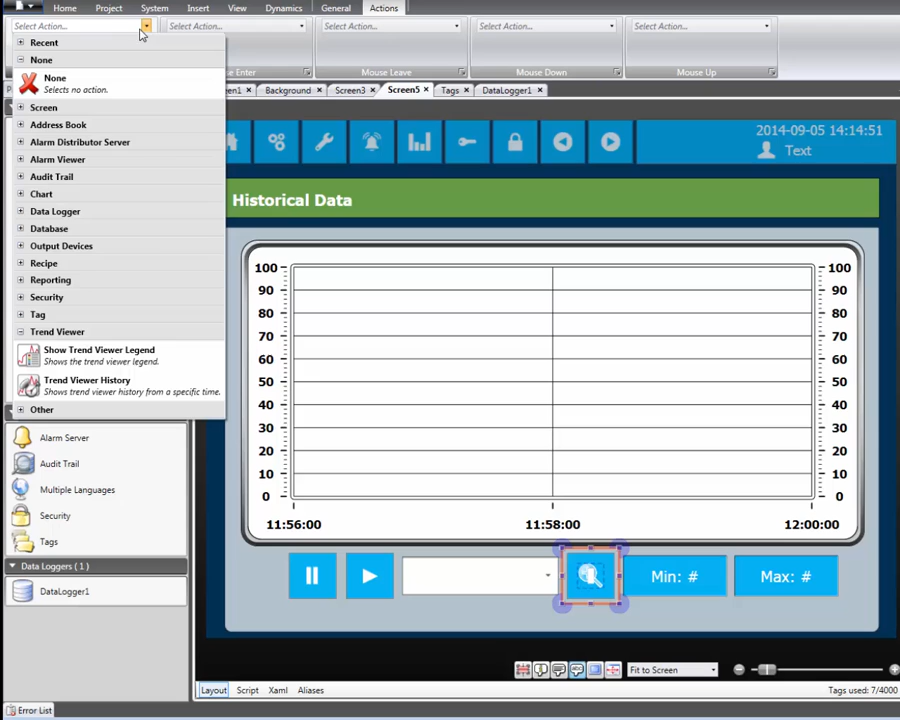 Home Project System Insert View Dynamics General Actions
Select Action... Select Action... Select Action... Select Action... Select Action...
Mouse Leave Mouse Down Mouse Up
Recent
None
None
Selects no action.
Screen
Address Book
Alarm Distributor Server
Alarm Viewer
Audit Trail
Chart
Data Logger
Database
Output Devices
Recipe
Reporting
Security
Tag
Trend Viewer
Show Trend Viewer Legend
Shows the trend viewer legend.
Trend Viewer History
Shows trend viewer history from a specific time.
Other
Alarm Server
Audit Trail
Multiple Languages
Security
Tags
Data Loggers ( 1 )
DataLogger1
Background Screen3 Screen5 Tags DataLogger1
2014-09-05 14:14:51
Text
Historical Data
100 100
90 90
80 80
70 70
60 60
50 50
40 40
30 30
20 20
10 10
0 0
11:56:00 11:58:00 12:00:00
Min: # Max: #
abc
Fit to Screen
Layout Script Xaml Aliases
Tags used: 7/4000
Error List